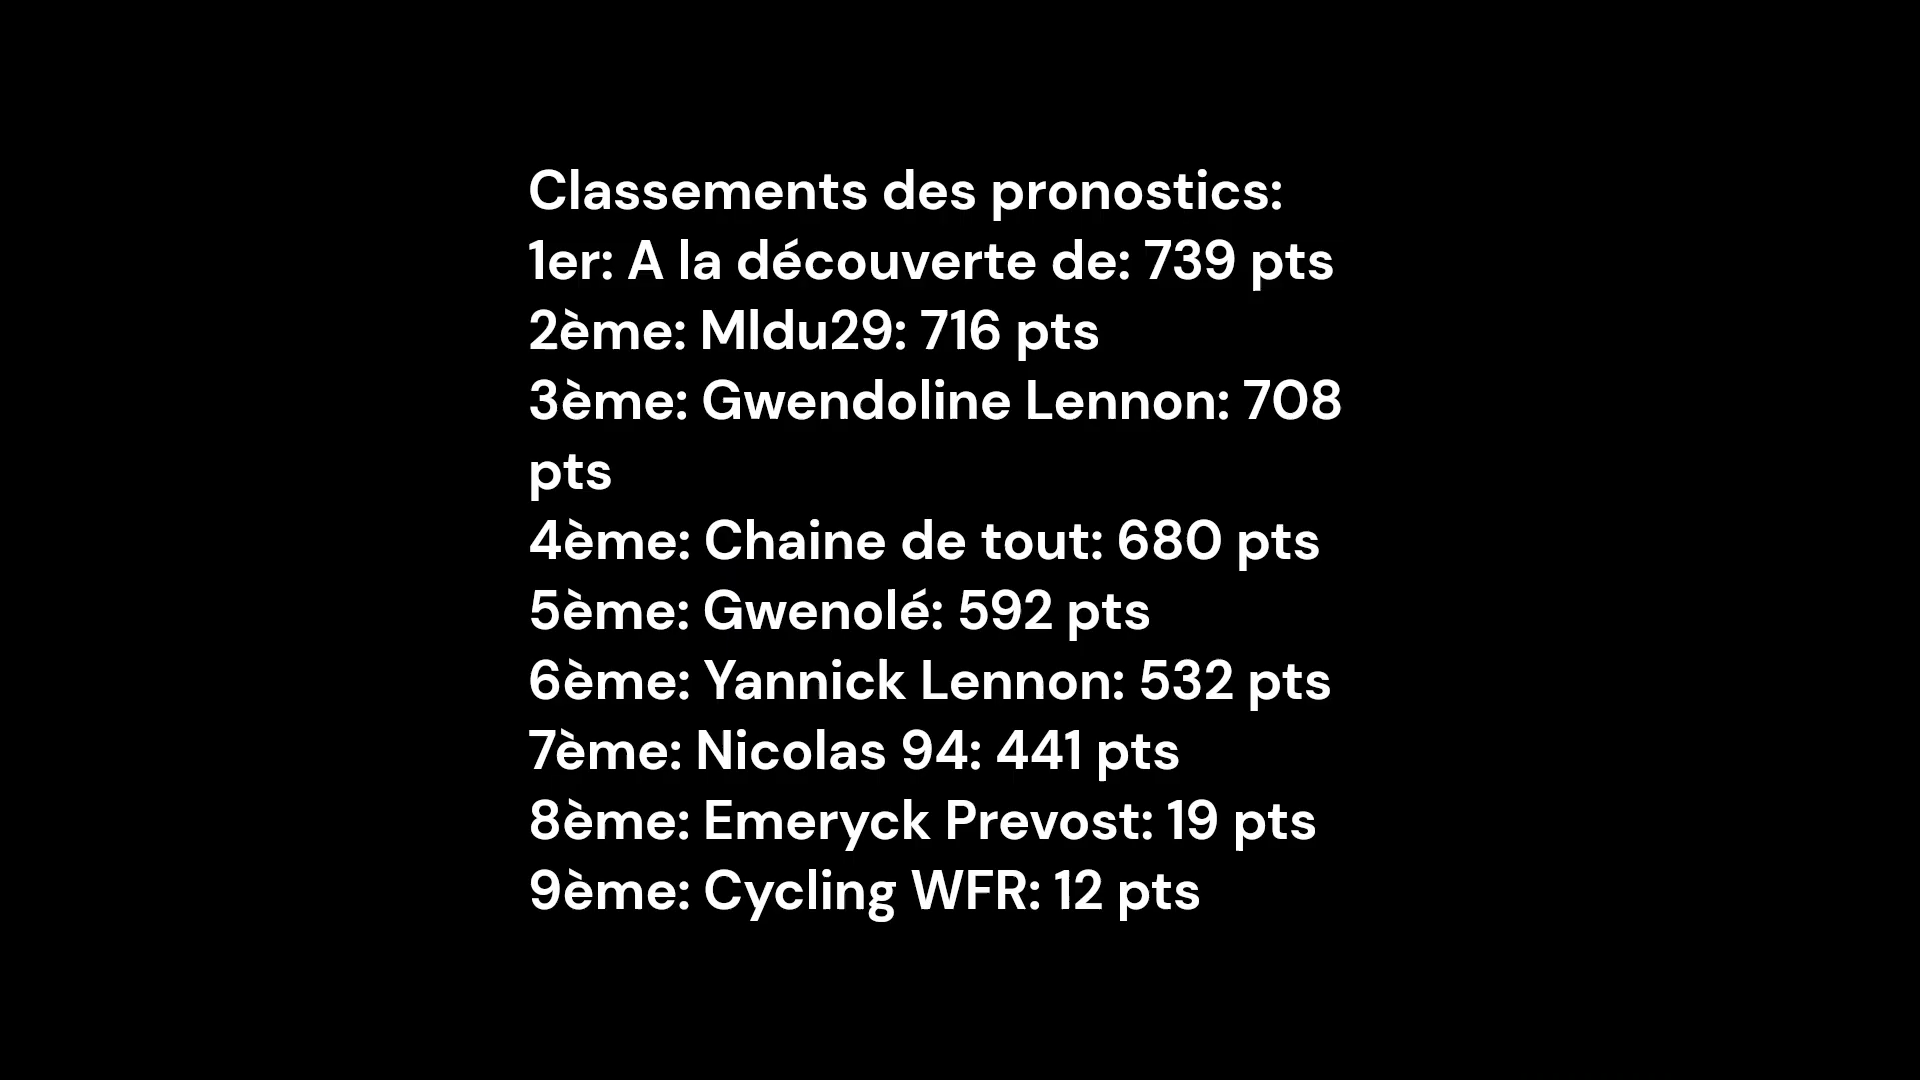 Classements des pronostics:
1er: A la découverte de: 739 pts
2ème: Mldu29: 716 pts
3ème: Gwendoline Lennon: 708
pts
4ème: Chaine de tout: 680 pts
5ème: Gwenolé: 592 pts
6ème: Yannick Lennon: 532 pts
7ème: Nicolas 94: 441 pts
8ème: Emeryck Prevost: 19 pts
9ème: Cycling WFR: 12 pts